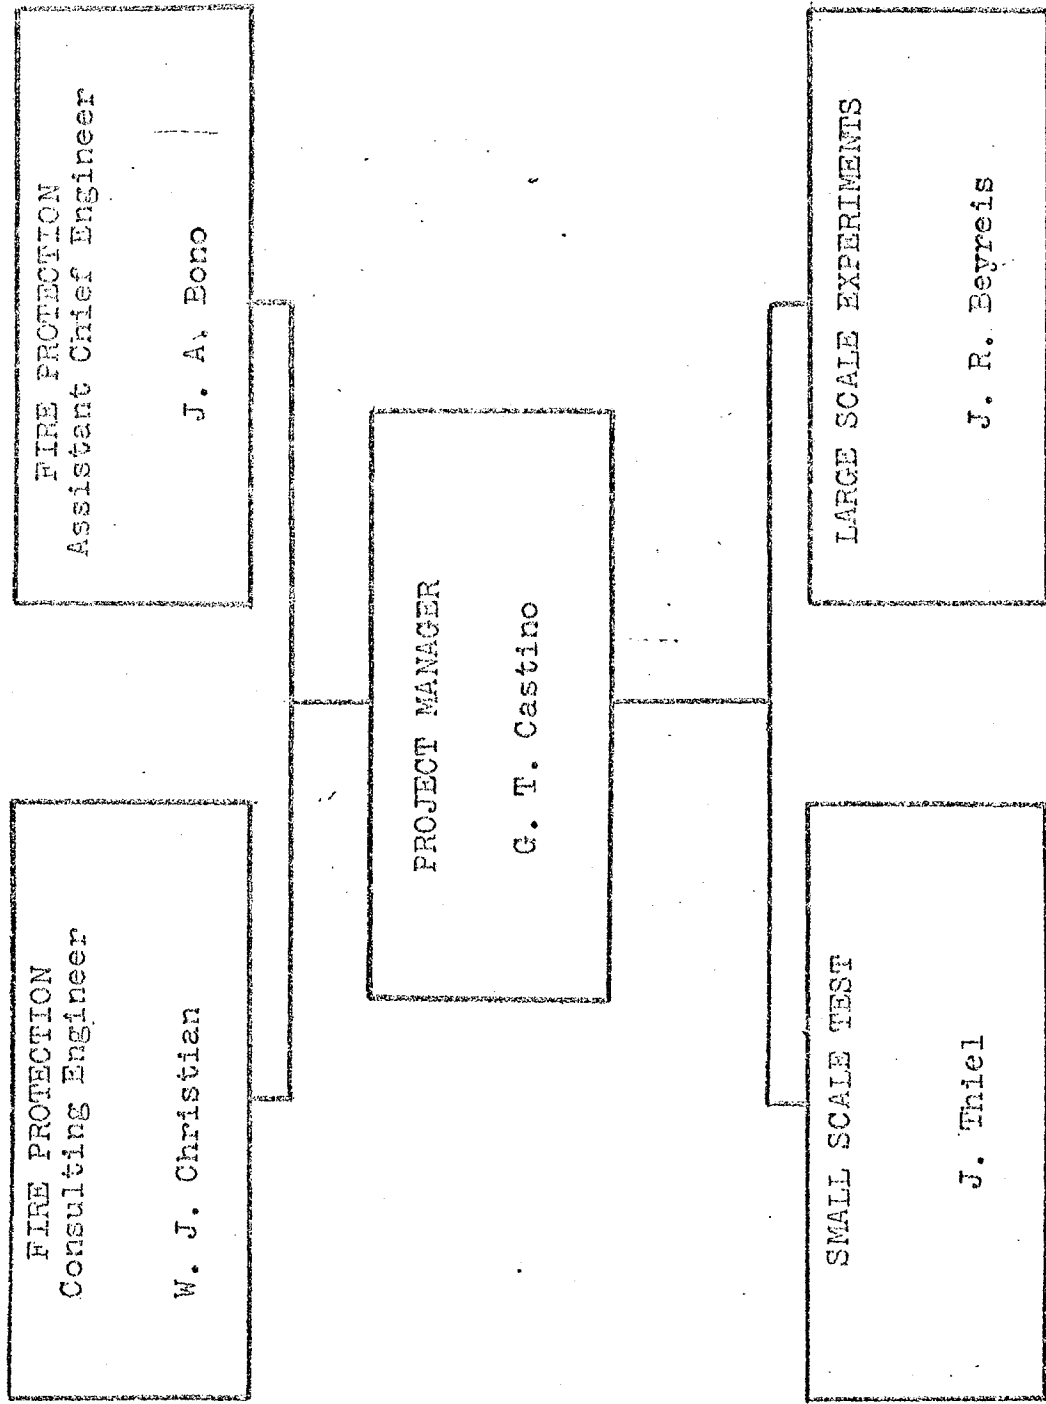 FIRE PROTECTION
Consulting Engineer
W. J. Christian
FIRE PROTECTION
Assistant Chief Engineer
J. A. Bono
PROJECT MANAGER
G. T. Castino
SMALL SCALE TEST
J. Thiel
LARGE SCALE EXPERIMENTS
J. R. Beyreis